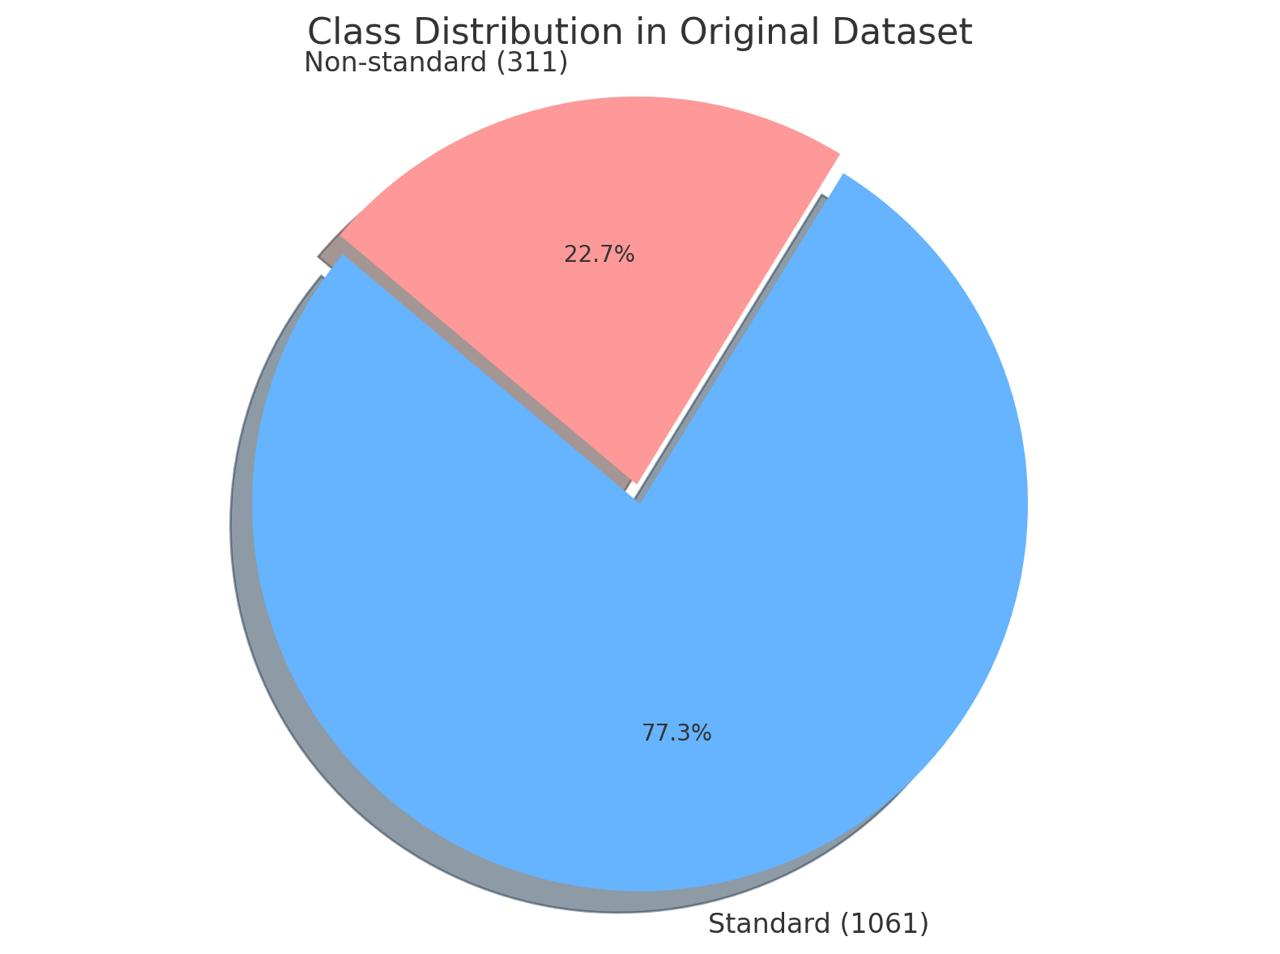 Class Distribution in Original Dataset
Non-standard (311)
22.7%
77.3%
Standard (1061)